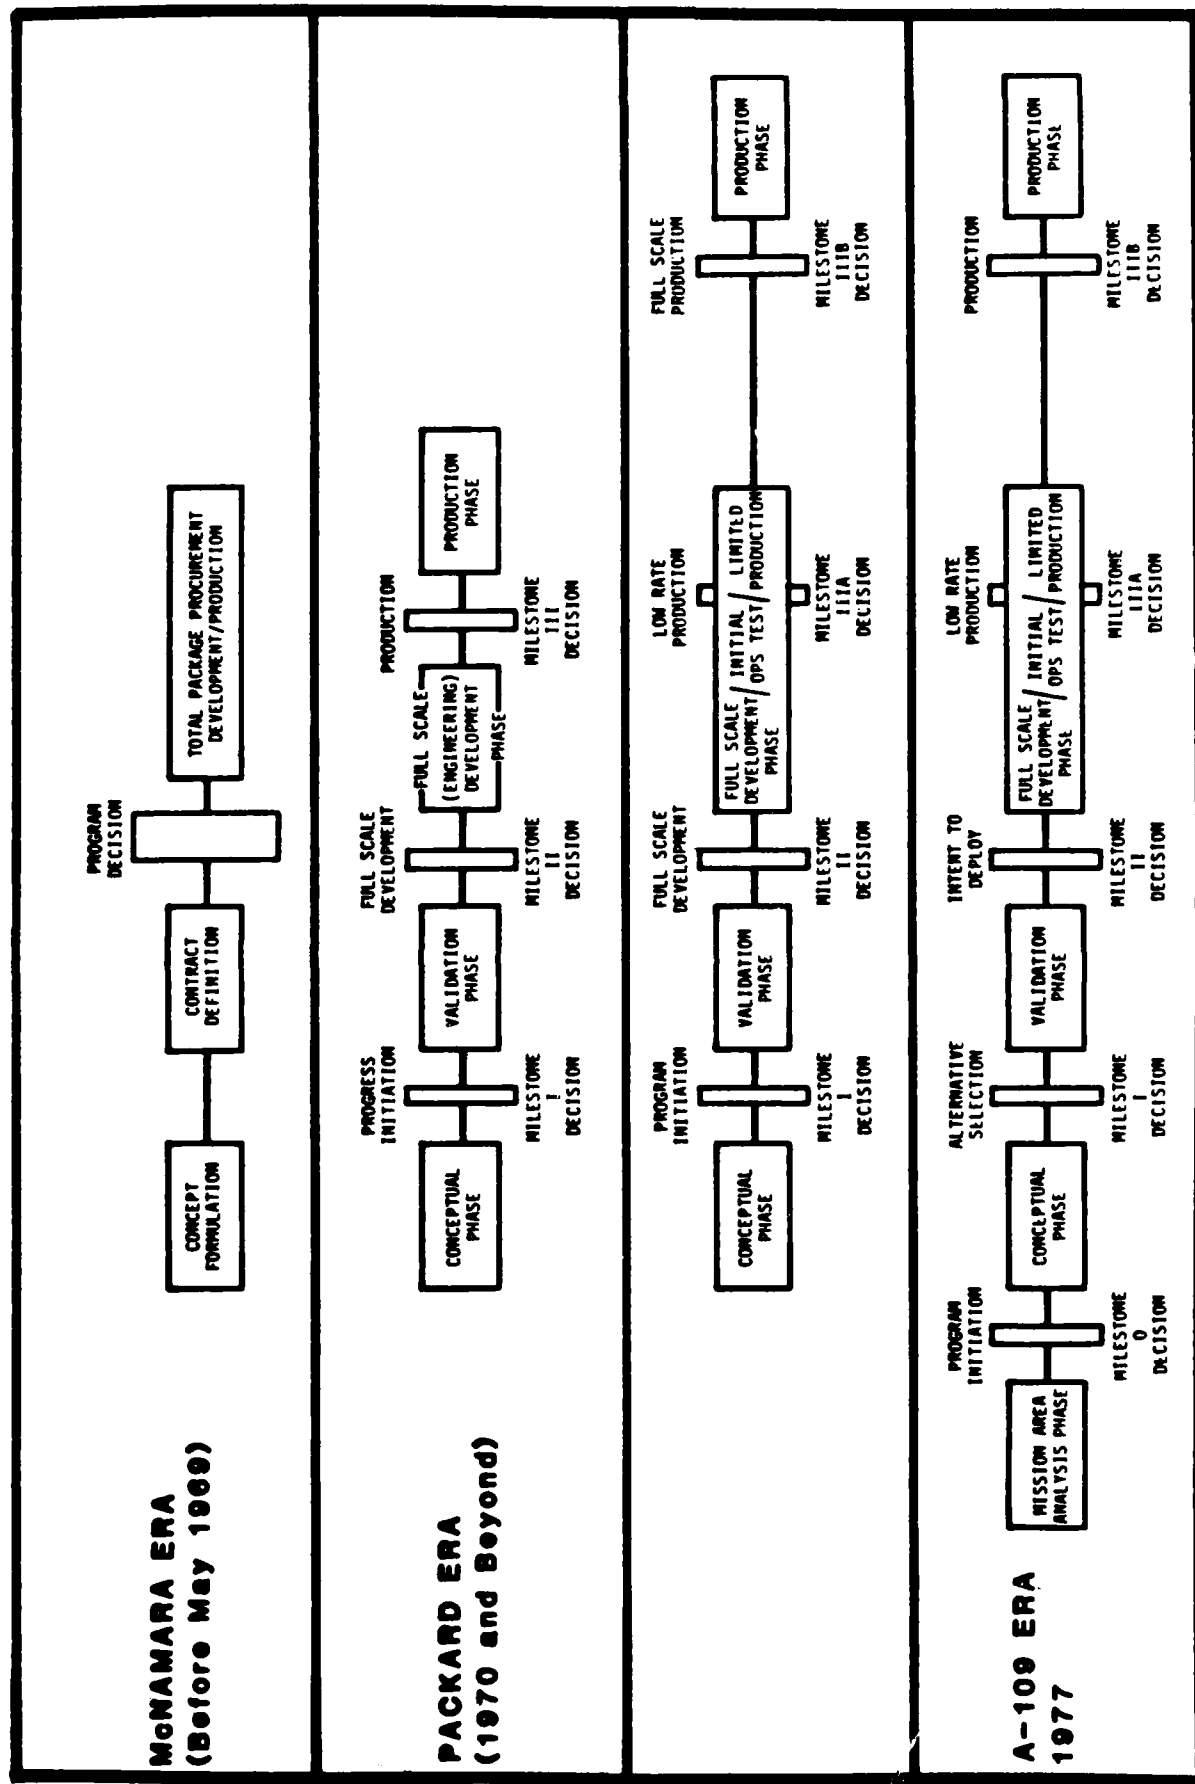 McNAMARA ERA
(Before May 1969)
CONCEPT
FORMULATION
CONTRACT
DEFINITION
PROGRAM
DECISION
TOTAL PACKAGE PROCUREMENT
DEVELOPMENT/PRODUCTION
PACKARD ERA
(1970 and Beyond)
CONCEPTUAL
PHASE
PROGRESS
INITIATION
MILESTONE
I
DECISION
VALIDATION
PHASE
FULL SCALE
DEVELOPMENT
MILESTONE
II
DECISION
FULL SCALE
(ENGINEERING)
DEVELOPMENT
PHASE
PRODUCTION
MILESTONE
III
DECISION
PRODUCTION
PHASE
CONCEPTUAL
PHASE
PROGRAM
INITIATION
MILESTONE
I
DECISION
VALIDATION
PHASE
FULL SCALE
DEVELOPMENT
MILESTONE
II
DECISION
FULL SCALE / INITIAL / LIMITED
DEVELOPMENT/OPS TEST/PRODUCTION
PHASE
LOW RATE
PRODUCTION
MILESTONE
IIIA
DECISION
FULL SCALE
PRODUCTION
MILESTONE
IIIB
DECISION
PRODUCTION
PHASE
A-109 ERA
1977
MISSION AREA
ANALYSIS PHASE
PROGRAM
INITIATION
MILESTONE
0
DECISION
CONCEPTUAL
PHASE
ALTERNATIVE
SELECTION
MILESTONE
I
DECISION
VALIDATION
PHASE
INTENT TO
DEPLOY
MILESTONE
II
DECISION
FULL SCALE / INITIAL / LIMITED
DEVELOPMENT/OPS TEST/PRODUCTION
PHASE
LOW RATE
PRODUCTION
MILESTONE
IIIA
DECISION
PRODUCTION
MILESTONE
IIIB
DECISION
PRODUCTION
PHASE